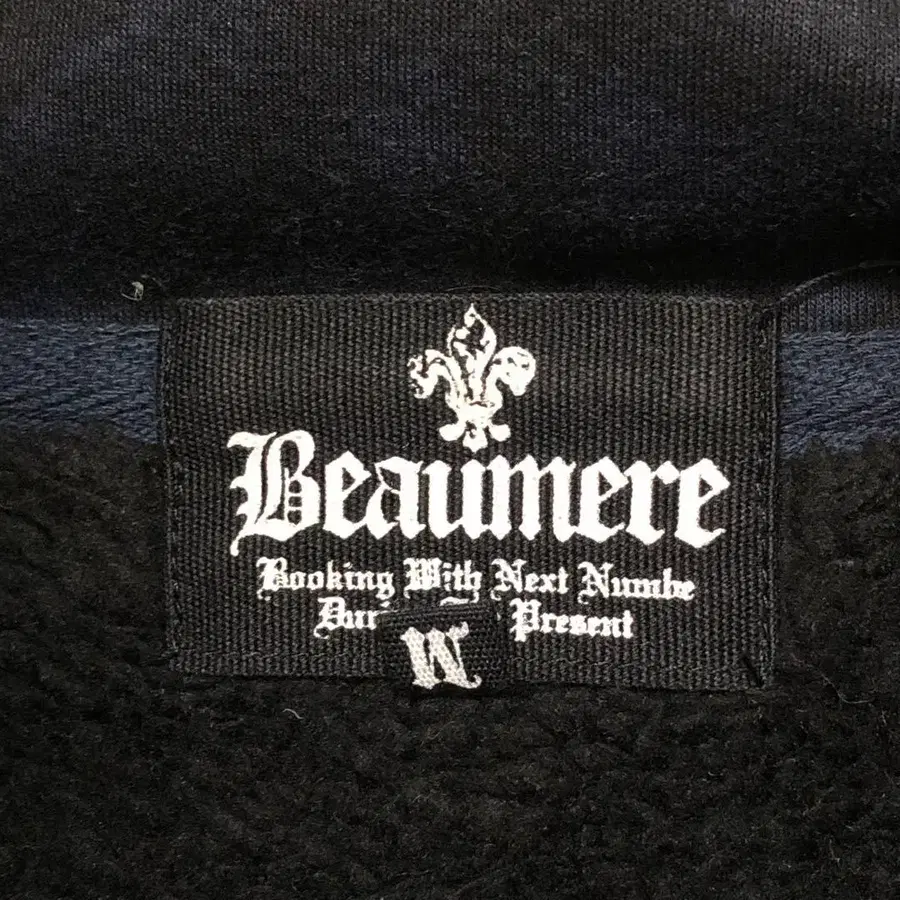 Beaumere
Booking With Next Numbe
Present
M